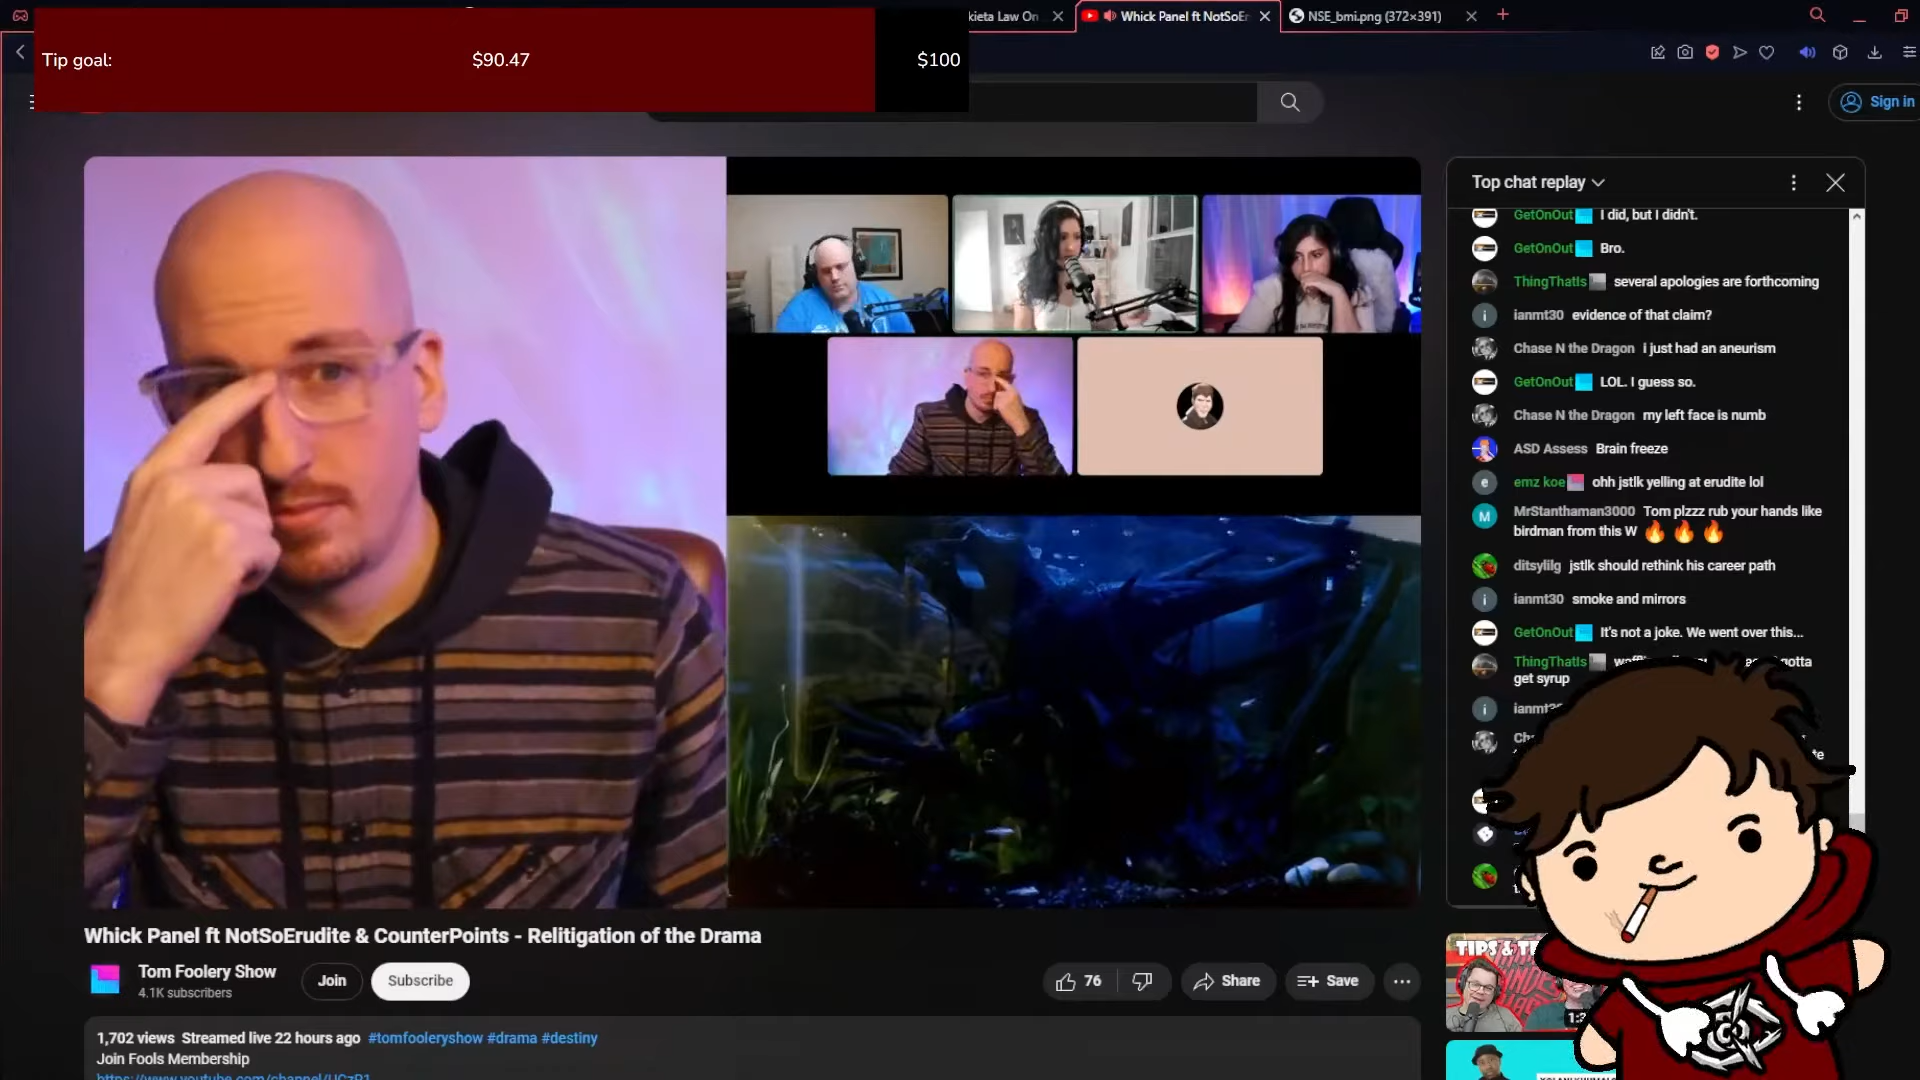 kieta Law On
Whick Panel ft NotSoEr
NSE_bmi.png (372×391)
Tip goal:
$90.47
$100
Sign in
Top chat replay
GetOnOut I did, but I didn't.
GetOnOut Bro.
ThingThatIs several apologies are forthcoming
ianmt30 evidence of that claim?
Chase N the Dragon i just had an aneurism
GetOnOut LOL. I guess so.
Chase N the Dragon my left face is numb
ASD Assess Brain freeze
emz koe ohh jstlk yelling at erudite lol
MrStanthaman3000 Tom plzzz rub your hands like
birdman from this W 🔥 🔥 🔥
ditsylilg jstlk should rethink his career path
ianmt30 smoke and mirrors
GetOnOut It's not a joke. We went over this...
ThingThatIs gotta
get syrup
Whick Panel ft NotSoErudite & CounterPoints - Relitigation of the Drama
Tom Foolery Show
4.1K subscribers
Join
Subscribe
76
Share
Save
1,702 views Streamed live 22 hours ago #tomfooleryshow #drama #destiny
Join Fools Membership
TIPS & T